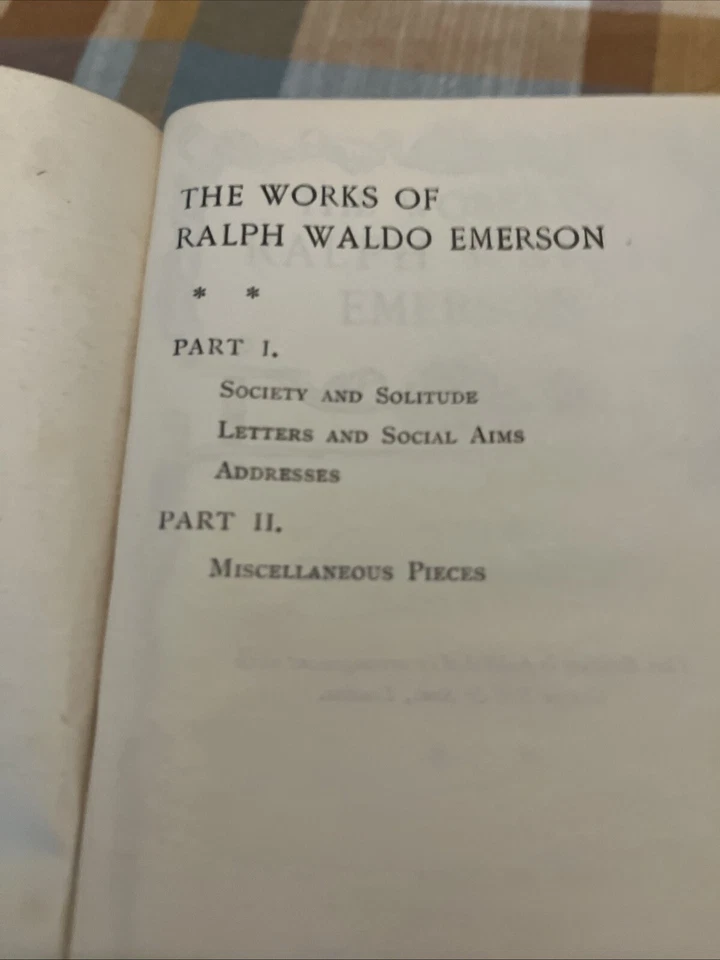 THE WORKS OF
RALPH WALDO EMERSON
* *
PART I.
SOCIETY AND SOLITUDE
LETTERS AND SOCIAL AIMS
ADDRESSES
PART II.
MISCELLANEOUS PIECES